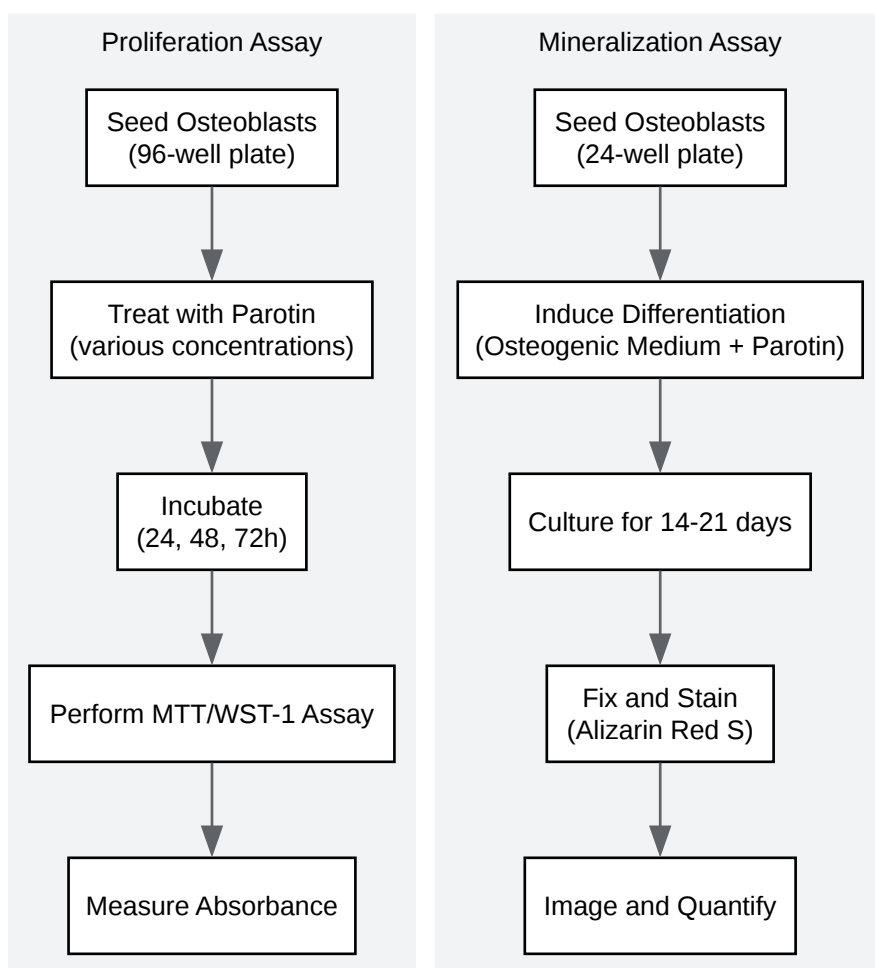 Proliferation Assay
Seed Osteoblasts
(96-well plate)
Treat with Parotin
(various concentrations)
Incubate
(24, 48, 72h)
Perform MTT/WST-1 Assay
Measure Absorbance
Mineralization Assay
Seed Osteoblasts
(24-well plate)
Induce Differentiation
(Osteogenic Medium + Parotin)
Culture for 14-21 days
Fix and Stain
(Alizarin Red S)
Image and Quantify